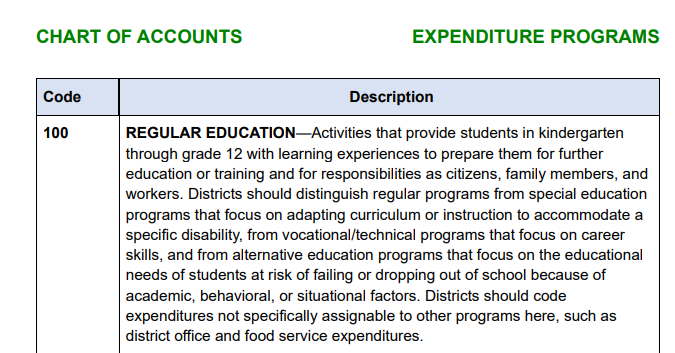 CHART OF ACCOUNTS EXPENDITURE PROGRAMS
Code Description
100 REGULAR EDUCATION—Activities that provide students in kindergarten
through grade 12 with learning experiences to prepare them for further
education or training and for responsibilities as citizens, family members, and
workers. Districts should distinguish regular programs from special education
programs that focus on adapting curriculum or instruction to accommodate a
specific disability, from vocational/technical programs that focus on career
skills, and from alternative education programs that focus on the educational
needs of students at risk of failing or dropping out of school because of
academic, behavioral, or situational factors. Districts should code
expenditures not specifically assignable to other programs here, such as
district office and food service expenditures.